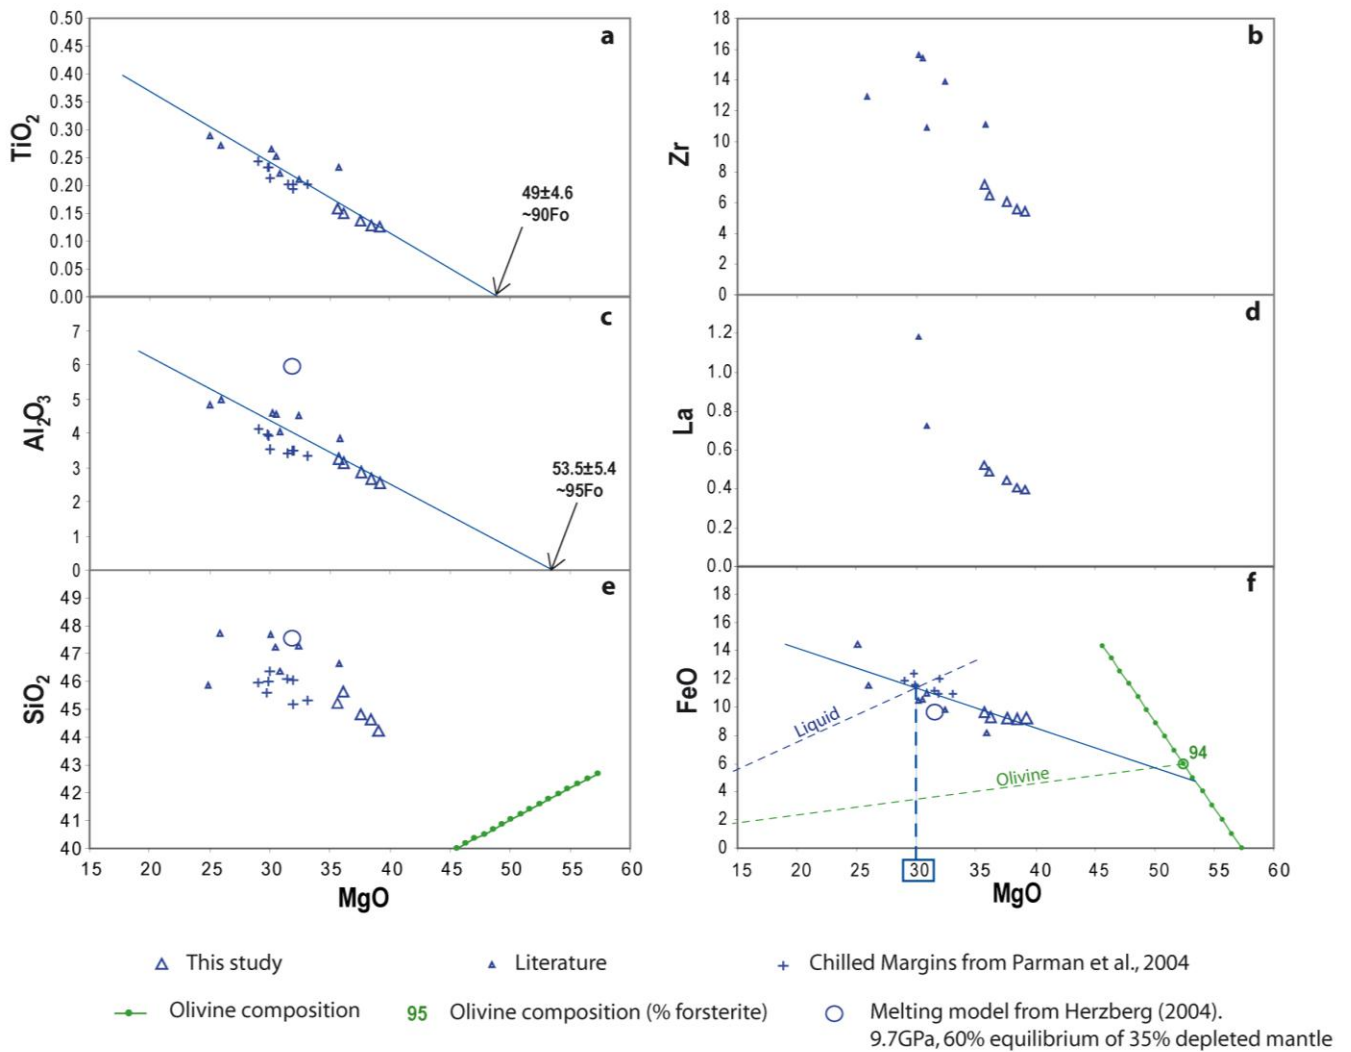 a
TiO2
0.50
0.45
0.40
0.35
0.30
0.25
0.20
0.15
0.10
0.05
0.00
49±4.6
~90Fo
b
Zr
18
16
14
12
10
8
6
4
2
0
c
Al2O3
7
6
5
4
3
2
1
0
53.5±5.4
~95Fo
d
La
1.2
1.0
0.8
0.6
0.4
0.2
0.0
e
SiO2
49
48
47
46
45
44
43
42
41
40
15 20 25 30 35 40 45 50 55 60
MgO
f
FeO
18
16
14
12
10
8
6
4
2
0
Liquid
Olivine
94
15 20 25 30 35 40 45 50 55 60
MgO
This study
Literature
Chilled Margins from Parman et al., 2004
Olivine composition
95 Olivine composition (% forsterite)
Melting model from Herzberg (2004).
9.7GPa, 60% equilibrium of 35% depleted mantle